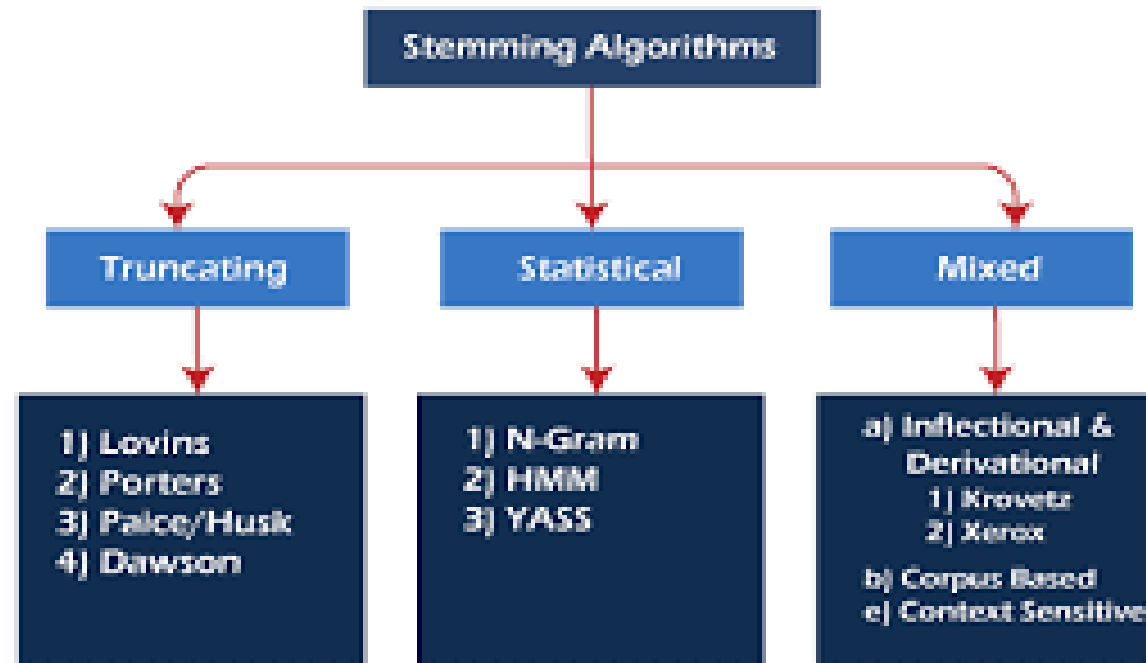 Stemming Algorithms
Truncating
Statistical
Mixed
1) Lovins
2) Porters
3) Paice/Husk
4) Dawson
1) N-Gram
2) HMM
3) YASS
a) Inflectional &
Derivational
1) Krovetz
2) Xerox
b) Corpus Based
e) Context Sensitive